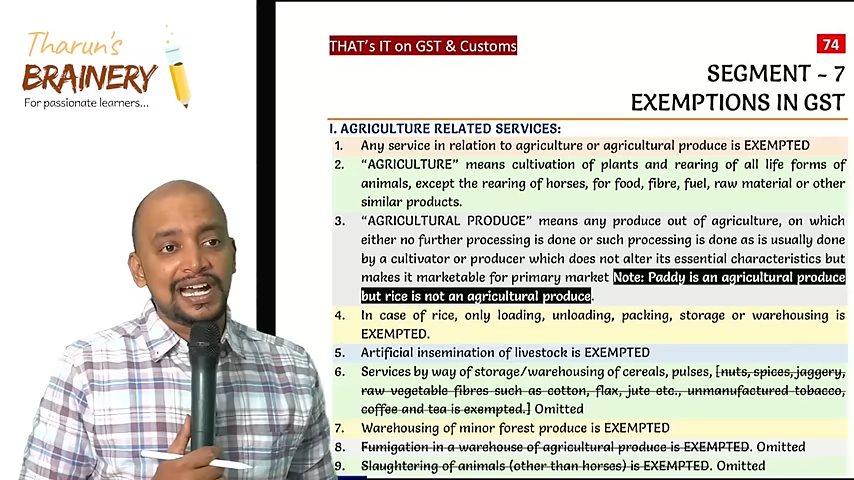 Tharun's
BRAINERY
For passionate learners...
THAT's IT on GST & Customs
74
SEGMENT ~ 7
EXEMPTIONS IN GST
I. AGRICULTURE RELATED SERVICES:
1. Any service in relation to agriculture or agricultural produce is EXEMPTED
2. “AGRICULTURE” means cultivation of plants and rearing of all life forms of
animals, except the rearing of horses, for food, fibre, fuel, raw material or other
similar products.
3. “AGRICULTURAL PRODUCE” means any produce out of agriculture, on which
either no further processing is done or such processing is done as is usually done
by a cultivator or producer which does not alter its essential characteristics but
makes it marketable for primary market Note: Paddy is an agricultural produce
but rice is not an agricultural produce.
4. In case of rice, only loading, unloading, packing, storage or warehousing is
EXEMPTED.
5. Artificial insemination of livestock is EXEMPTED
6. Services by way of storage/warehousing of cereals, pulses, [nuts, spices, jaggery,
raw vegetable fibres such as cotton, flax, jute etc., unmanufactured tobacco,
coffee and tea is exempted.] Omitted
7. Warehousing of minor forest produce is EXEMPTED
8. Fumigation in a warehouse of agricultural produce is EXEMPTED. Omitted
9. Slaughtering of animals (other than horses) is EXEMPTED. Omitted